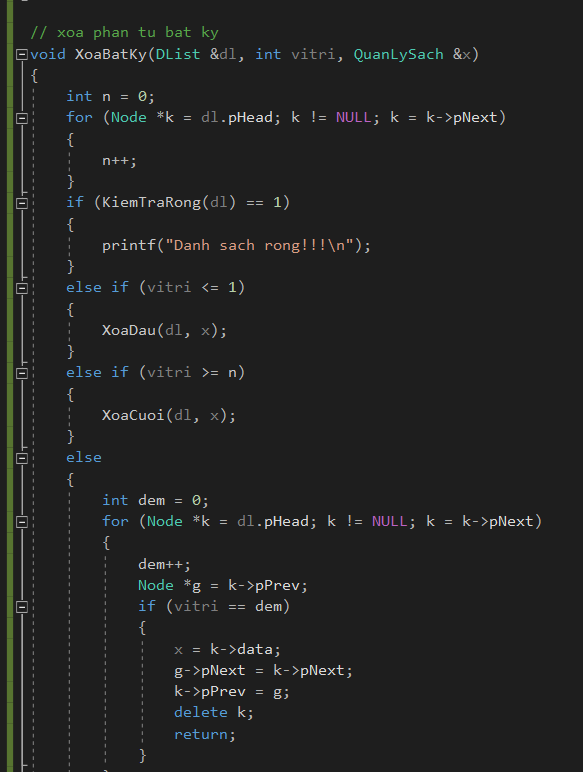 // xoa phan tu bat ky
void XoaBatKy(DList &dl, int vitri, QuanLySach &x)
{
    int n = 0;
    for (Node *k = dl.pHead; k != NULL; k = k->pNext)
    {
        n++;
    }
    if (KiemTraRong(dl) == 1)
    {
        printf("Danh sach rong!!!\n");
    }
    else if (vitri <= 1)
    {
        XoaDau(dl, x);
    }
    else if (vitri >= n)
    {
        XoaCuoi(dl, x);
    }
    else
    {
        int dem = 0;
        for (Node *k = dl.pHead; k != NULL; k = k->pNext)
        {
            dem++;
            Node *g = k->pPrev;
            if (vitri == dem)
            {
                x = k->data;
                g->pNext = k->pNext;
                k->pPrev = g;
                delete k;
                return;
            }